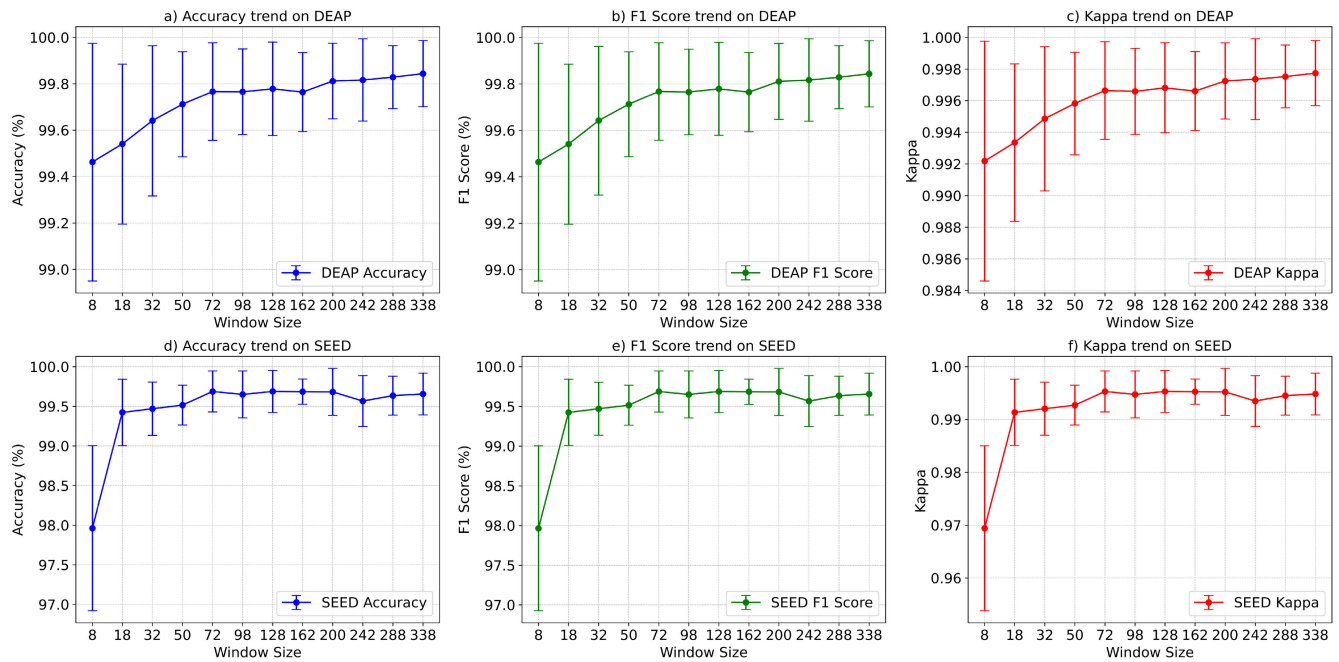 a) Accuracy trend on DEAP
100.0
99.8
99.6
99.4
99.2
99.0
Accuracy (%)
DEAP Accuracy
8 18 32 50 72 98 128 162 200 242 288 338
Window Size
b) F1 Score trend on DEAP
100.0
99.8
99.6
99.4
99.2
99.0
F1 Score (%)
DEAP F1 Score
8 18 32 50 72 98 128 162 200 242 288 338
Window Size
c) Kappa trend on DEAP
1.000
0.998
0.996
0.994
0.992
0.990
0.988
0.986
0.984
Kappa
DEAP Kappa
8 18 32 50 72 98 128 162 200 242 288 338
Window Size
d) Accuracy trend on SEED
100.0
99.5
99.0
98.5
98.0
97.5
97.0
Accuracy (%)
SEED Accuracy
8 18 32 50 72 98 128 162 200 242 288 338
Window Size
e) F1 Score trend on SEED
100.0
99.5
99.0
98.5
98.0
97.5
97.0
F1 Score (%)
SEED F1 Score
8 18 32 50 72 98 128 162 200 242 288 338
Window Size
f) Kappa trend on SEED
1.00
0.99
0.98
0.97
0.96
Kappa
SEED Kappa
8 18 32 50 72 98 128 162 200 242 288 338
Window Size